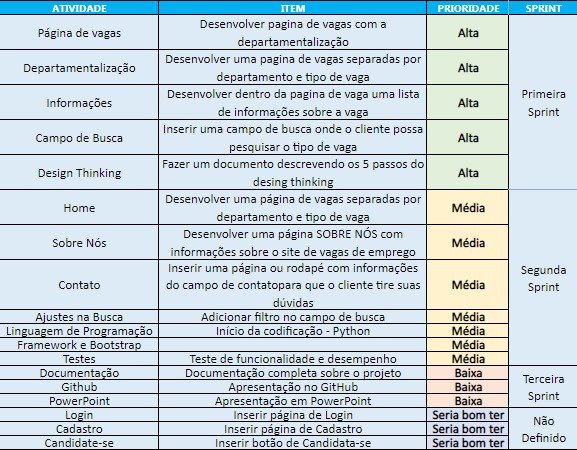 ATIVIDADE ITEM PRIORIDADE SPRINT
Página de vagas
Desenvolver pagina de vagas com a
departamentalização
Alta
Departamentalização
Desenvolver uma pagina de vagas separadas por
departamento e tipo de vaga
Alta
Informações
Desenvolver dentro da pagina de vaga uma lista
de informações sobre a vaga
Alta
Primeira
Sprint
Campo de Busca
Inserir uma campo de busca onde o cliente possa
pesquisar o tipo de vaga
Alta
Design Thinking
Fazer um documento descrevendo os 5 passos do
desing thinking
Alta
Home
Desenvolver uma página de vagas separadas por
departamento e tipo de vaga
Média
Sobre Nós
Desenvolver uma página SOBRE NÓS com
informações sobre o site de vagas de emprego
Média
Contato
Inserir uma página ou rodapé com informações
do campo de contatopara que o cliente tire suas
dúvidas
Média
Segunda
Sprint
Ajustes na Busca Adicionar filtro no campo de busca Média
Linguagem de Programação Início da codificação - Python Média
Framework e Bootstrap Média
Testes Teste de funcionalidade e desempenho Média
Documentação Documentação completa sobre o projeto Baixa
Github Apresentação no GitHub Baixa
PowerPoint Apresentação em PowerPoint Baixa
Terceira
Sprint
Login Inserir página de Login Seria bom ter
Cadastro Inserir página de Cadastro Seria bom ter
Candidate-se Inserir botão de Candidata-se Seria bom ter
Não
Definido